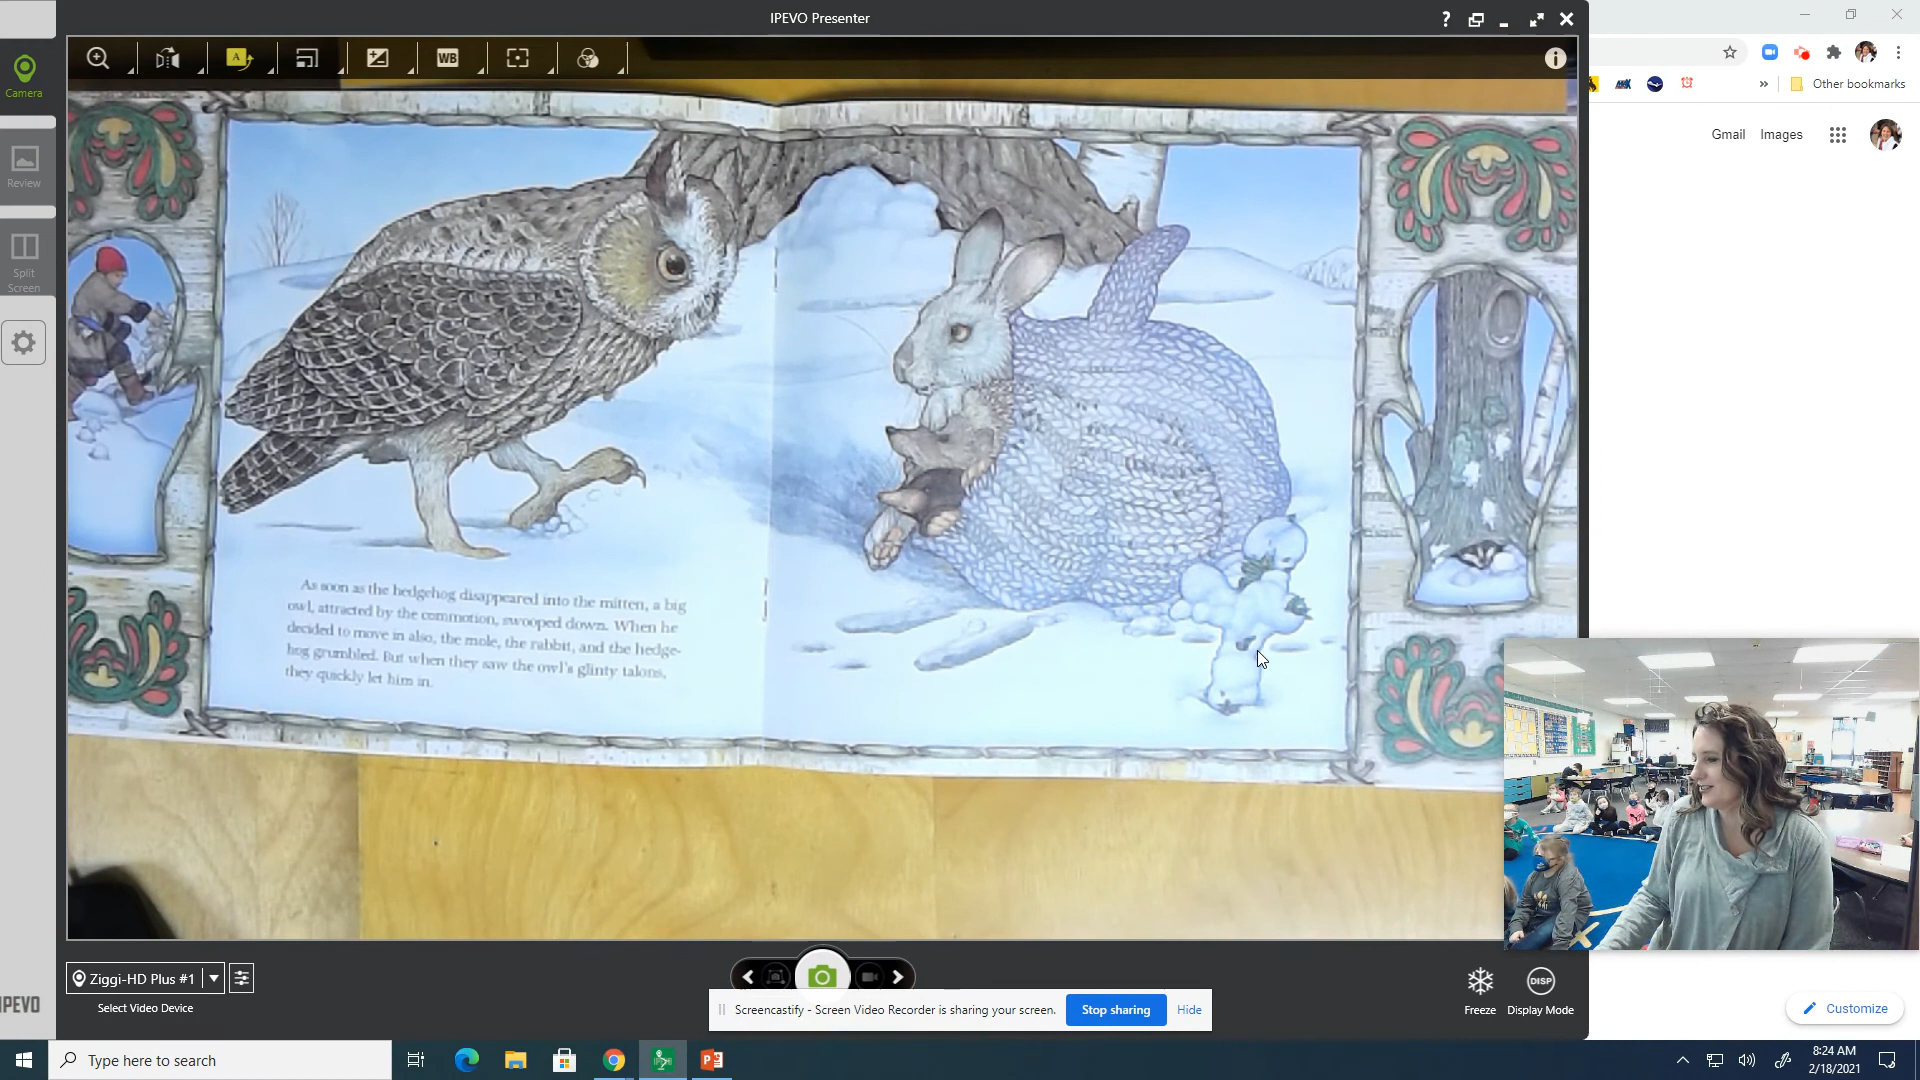 IPEVO Presenter
?
A
WB
i
Camera
Review
Split
Screen
Other bookmarks
Gmail
Images
As soon as the hedgehog disappeared into the mitten, a big
owl, attracted by the commotion, swooped down. When he
decided to move in also, the mole, the rabbit, and the hedge-
hog grumbled. But when they saw the owl's glinty talons,
they quickly let him in.
Ziggi-HD Plus #1
Select Video Device
IPEVO
Screencastify - Screen Video Recorder is sharing your screen.
Stop sharing
Hide
Freeze
DISP
Display Mode
Customize
Type here to search
8:24 AM
2/18/2021